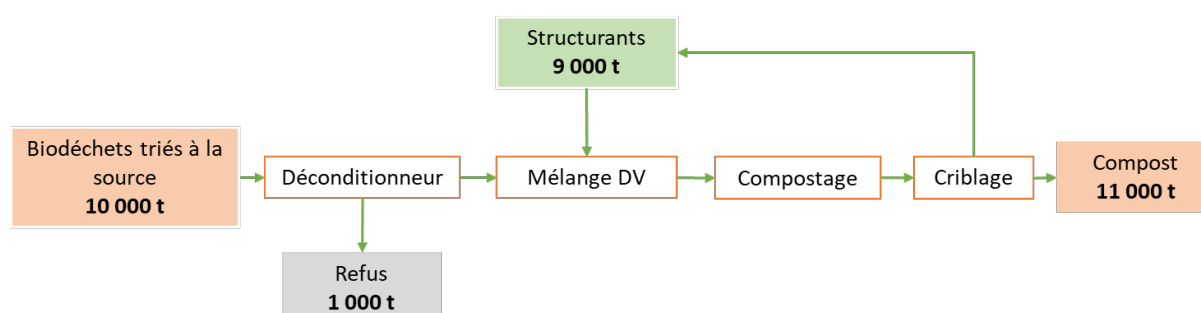 Structurants
9 000 t
Biodéchets triés à la
source
10 000 t
Déconditionneur
Mélange DV
Compostage
Criblage
Compost
11 000 t
Refus
1 000 t